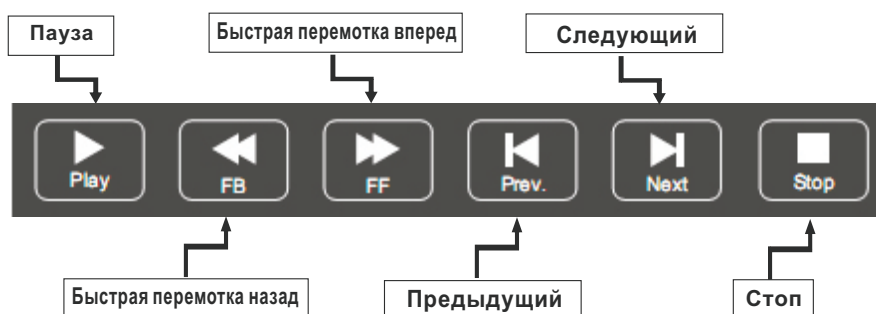 Пауза
Быстрая перемотка вперед
Следующий
Play
FB
FF
Prev.
Next
Stop
Быстрая перемотка назад
Предыдущий
Стоп